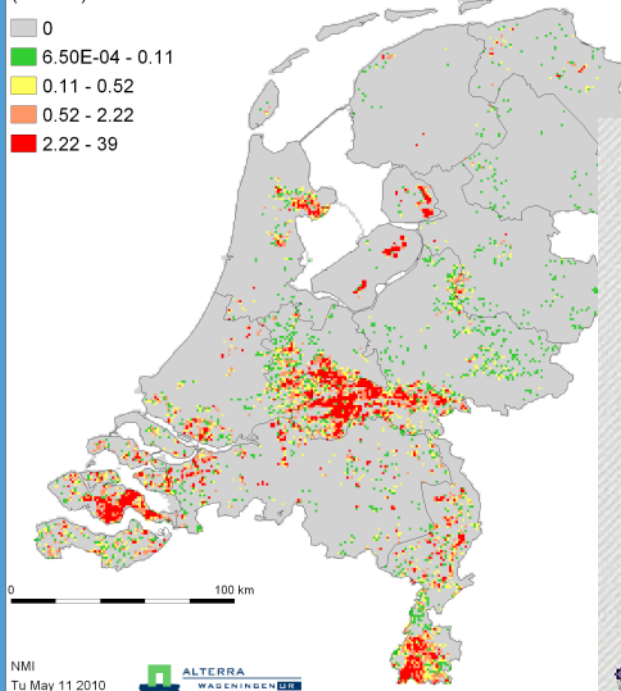 0
6.50E-04 - 0.11
0.11 - 0.52
0.52 - 2.22
2.22 - 39
0 100 km
NMI
Tu May 11 2010
ALTERRA
WAGENINGEN UR